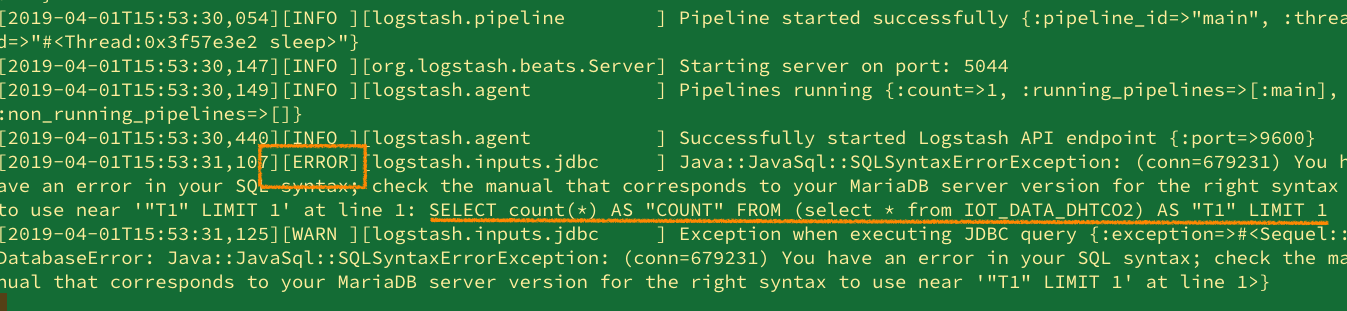 [2019-04-01T15:53:30,054][INFO ][logstash.pipeline        ] Pipeline started successfully {:pipeline_id=>"main", :threa
d=>"#<Thread:0x3f57e3e2 sleep>"}
[2019-04-01T15:53:30,147][INFO ][org.logstash.beats.Server] Starting server on port: 5044
[2019-04-01T15:53:30,149][INFO ][logstash.agent           ] Pipelines running {:count=>1, :running_pipelines=>[:main],
:non_running_pipelines=>[]}
[2019-04-01T15:53:30,440][INFO ][logstash.agent           ] Successfully started Logstash API endpoint {:port=>9600}
[2019-04-01T15:53:31,107][ERROR][logstash.inputs.jdbc     ] Java::JavaSql::SQLSyntaxErrorException: (conn=679231) You h
ave an error in your SQL syntax; check the manual that corresponds to your MariaDB server version for the right syntax
to use near '"T1" LIMIT 1' at line 1: SELECT count(*) AS "COUNT" FROM (select * from IOT_DATA_DHTCO2) AS "T1" LIMIT 1
[2019-04-01T15:53:31,125][WARN ][logstash.inputs.jdbc     ] Exception when executing JDBC query {:exception=>#<Sequel::
DatabaseError: Java::JavaSql::SQLSyntaxErrorException: (conn=679231) You have an error in your SQL syntax; check the ma
nual that corresponds to your MariaDB server version for the right syntax to use near '"T1" LIMIT 1' at line 1>}